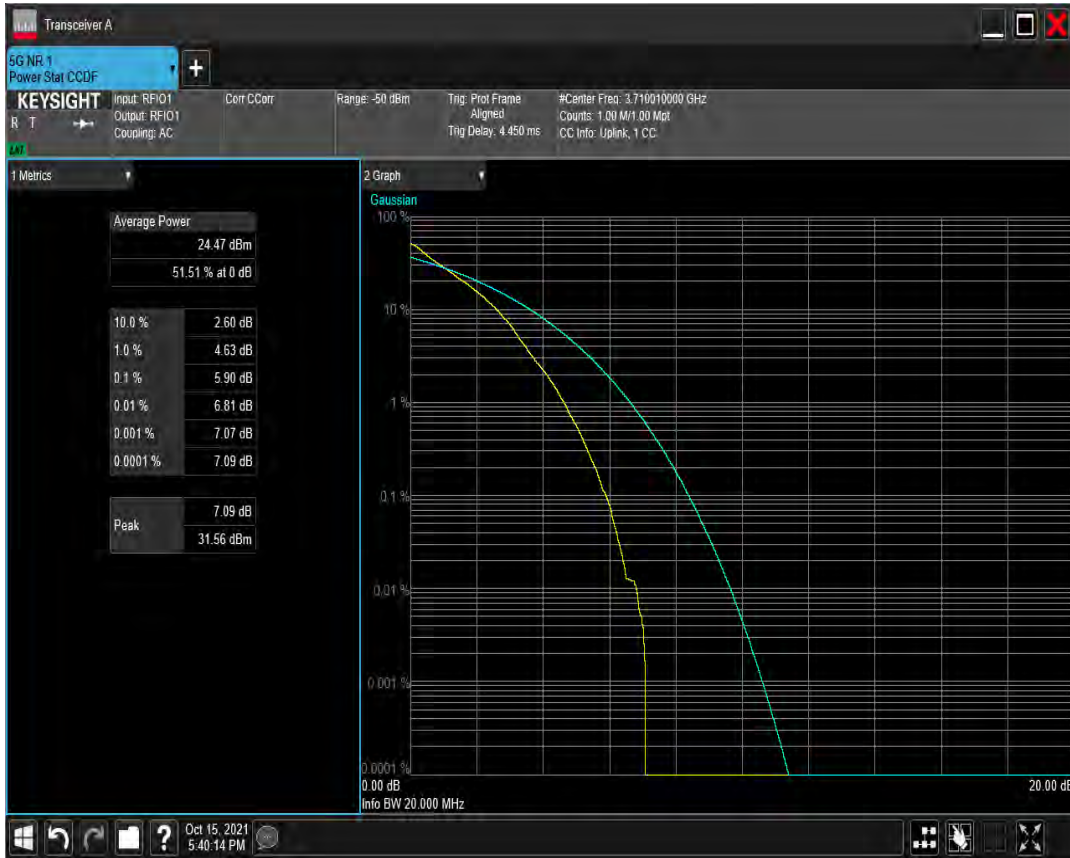 Transceiver A
5G NR 1
Power Stat CCDF
+
KEYSIGHT
R T
LXI
Input: RFIO1
Output: RFIO1
Coupling: AC
Corr CCorr
Range: -50 dBm
Trig: Prot Frame
Aligned
Trig Delay: 4.450 ms
#Center Freq: 3.710010000 GHz
Counts: 1.00 M/1.00 Mpt
CC Info: Uplink, 1 CC
1 Metrics
Average Power
24.47 dBm
51.51 % at 0 dB
10.0 % 2.60 dB
1.0 % 4.63 dB
0.1 % 5.90 dB
0.01 % 6.81 dB
0.001 % 7.07 dB
0.0001 % 7.09 dB
Peak 7.09 dB
31.56 dBm
2 Graph
Gaussian
100 %
10 %
1 %
0.1 %
0.01 %
0.001 %
0.0001 %
0.00 dB 20.00 dB
Info BW 20.000 MHz
?
Oct 15, 2021
5:40:14 PM